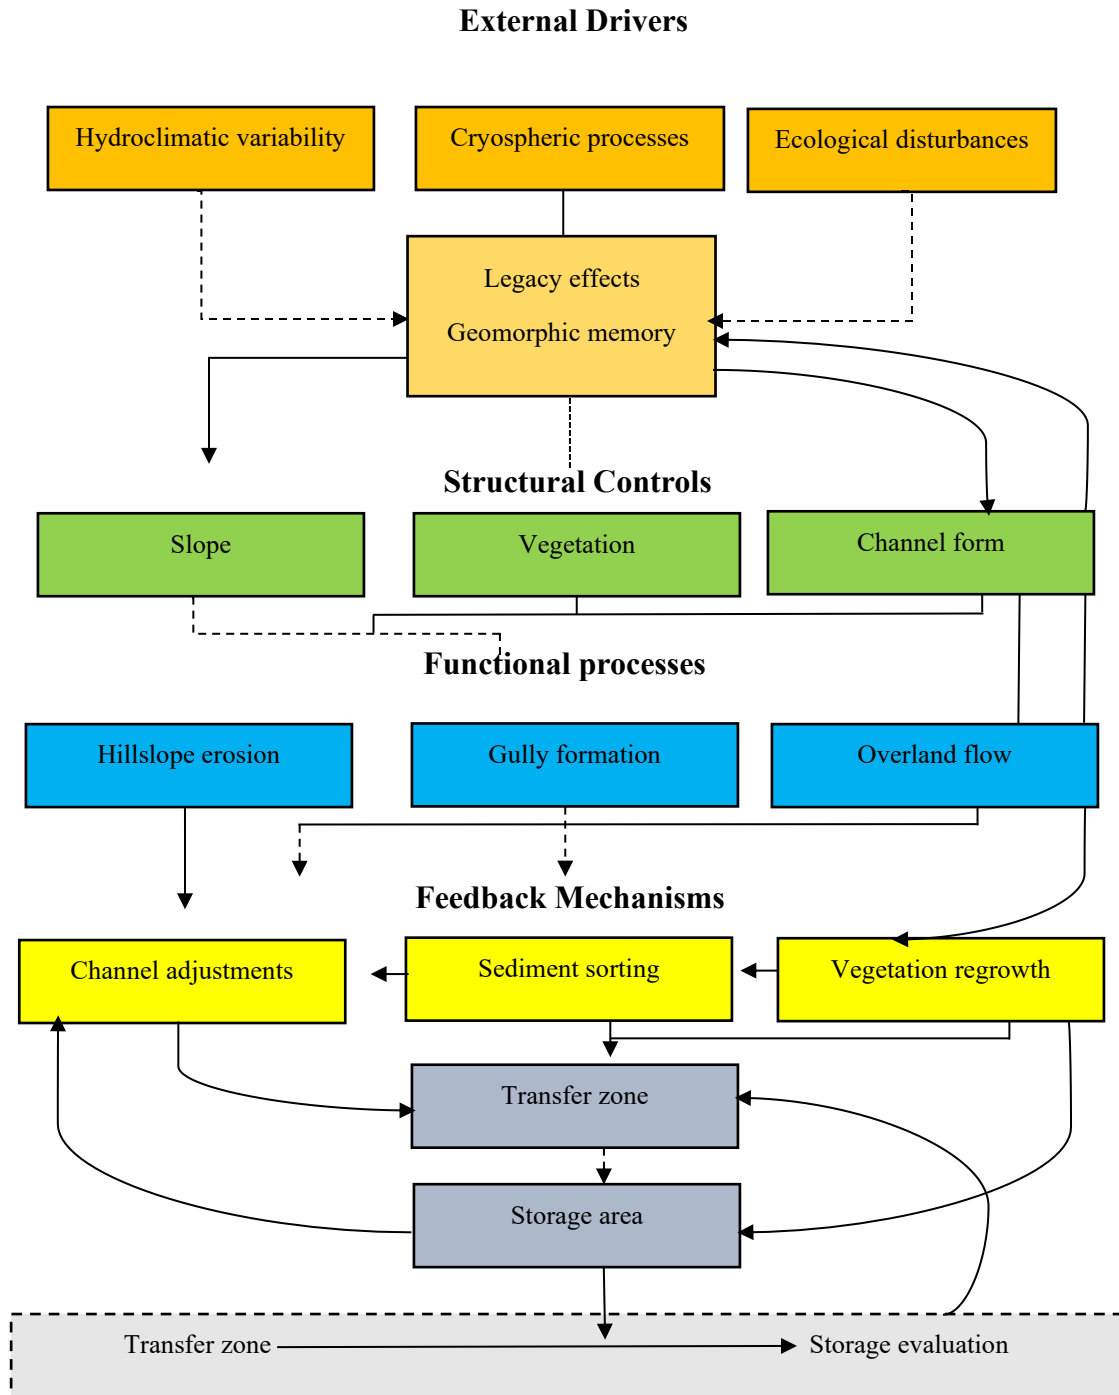 External Drivers
Hydroclimatic variability
Cryospheric processes
Ecological disturbances
Legacy effects
Geomorphic memory
Structural Controls
Slope
Vegetation
Channel form
Functional processes
Hillslope erosion
Gully formation
Overland flow
Feedback Mechanisms
Channel adjustments
Sediment sorting
Vegetation regrowth
Transfer zone
Storage area
Transfer zone
Storage evaluation